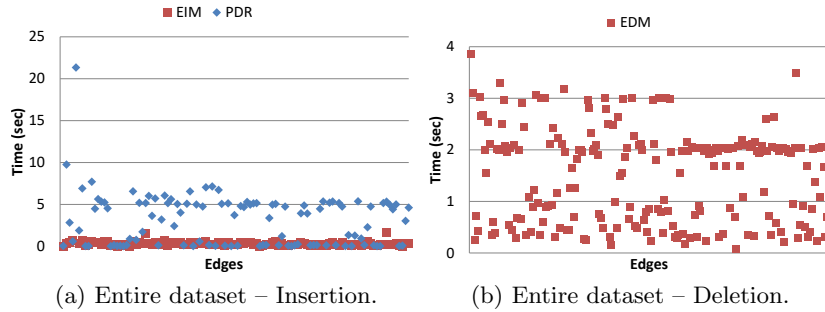 EIM PDR
25
20
15
10
5
0
Time (sec)
Edges
(a) Entire dataset – Insertion.
EDM
4
3
2
1
0
Time (sec)
Edges
(b) Entire dataset – Deletion.